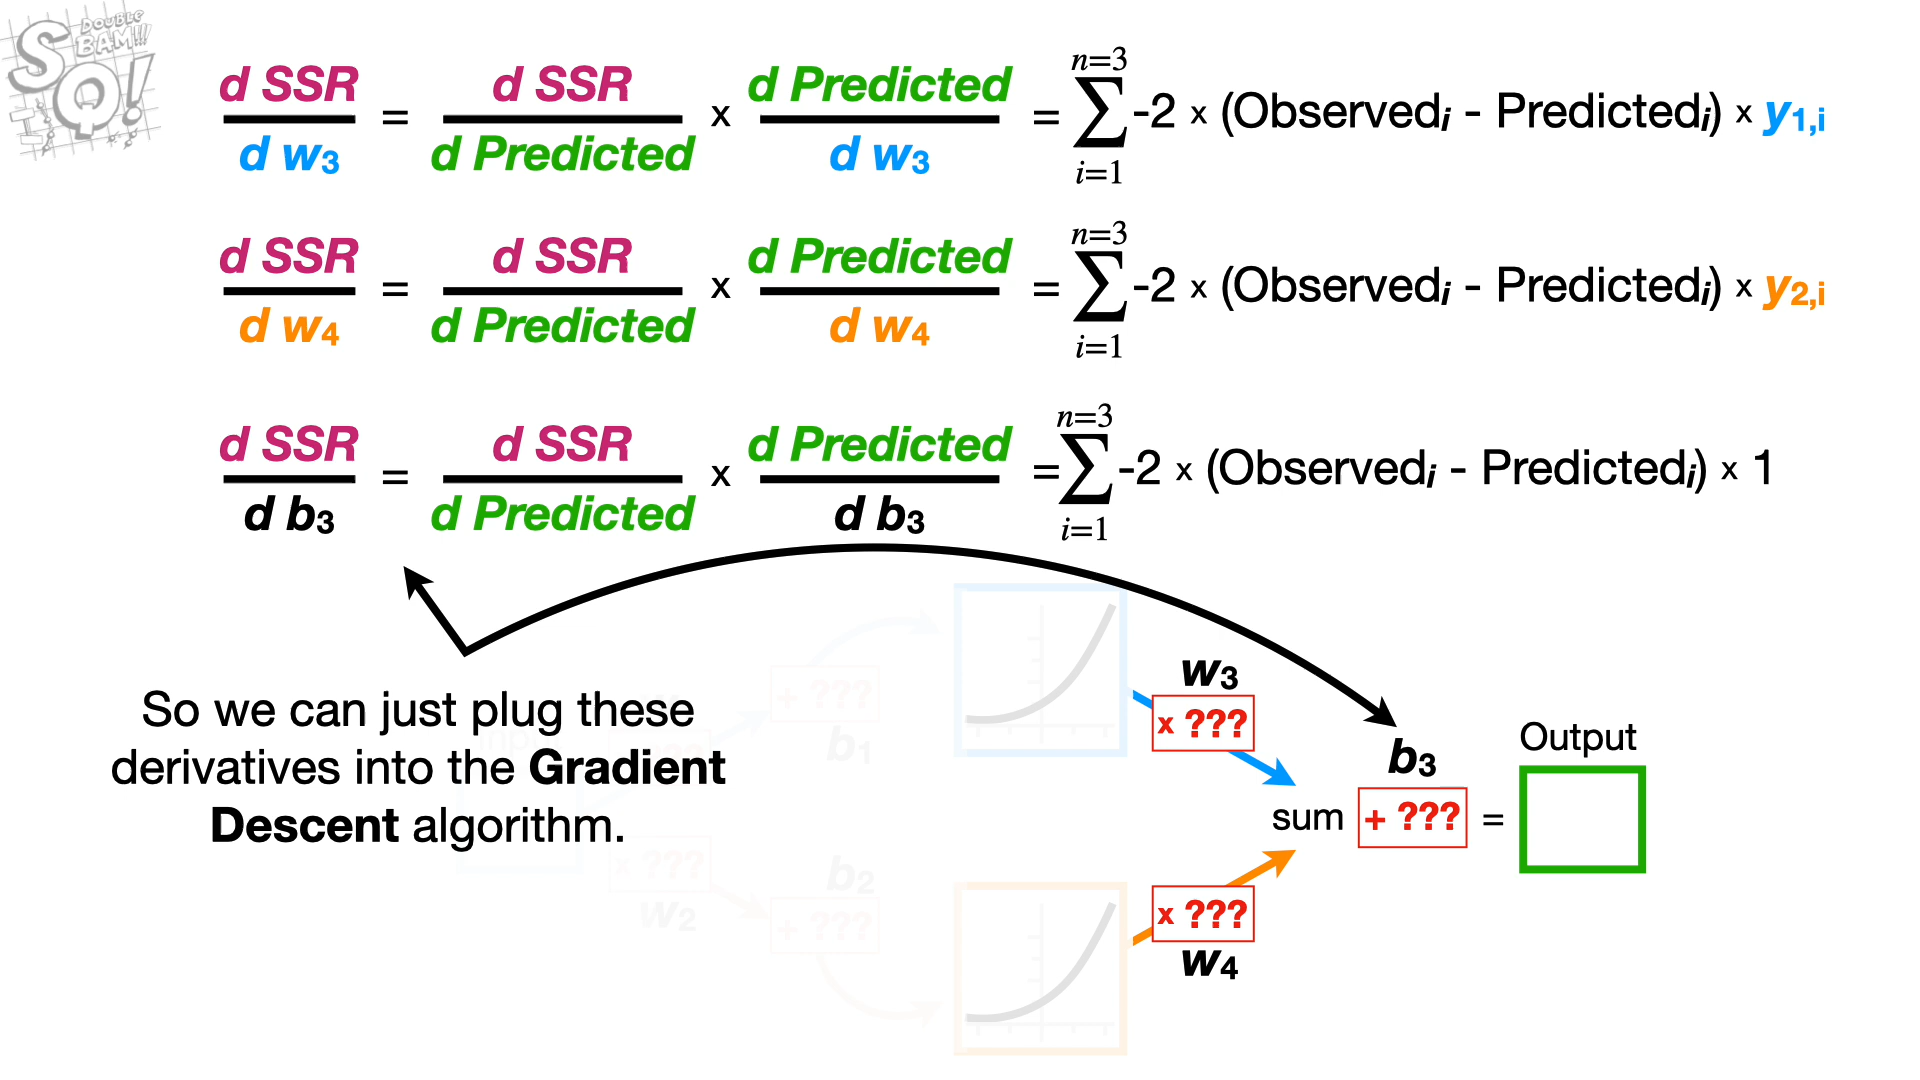 DOUBLE
BAM!!!
SQ!
d SSR / d w₃ = d SSR / d Predicted x d Predicted / d w₃ = ∑ n=3 i=1 -2 × (Observedᵢ - Predictedᵢ) × y₁,ᵢ
d SSR / d w₄ = d SSR / d Predicted x d Predicted / d w₄ = ∑ n=3 i=1 -2 × (Observedᵢ - Predictedᵢ) × y₂,ᵢ
d SSR / d b₃ = d SSR / d Predicted x d Predicted / d b₃ = ∑ n=3 i=1 -2 × (Observedᵢ - Predictedᵢ) × 1
So we can just plug these
derivatives into the Gradient
Descent algorithm.
+ ???
b₁
x ???
w₂
b₂
+ ???
w₃
x ???
b₃
sum + ??? =
Output
x ???
w₄